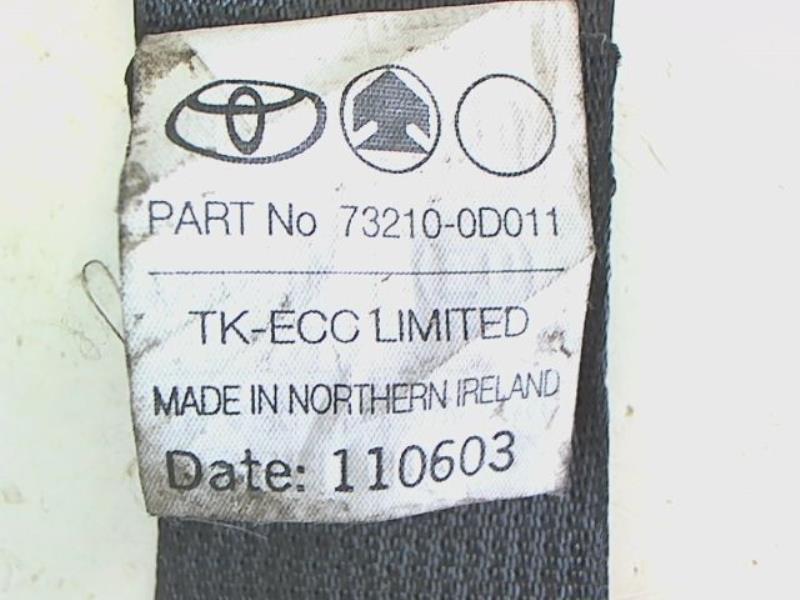 PART No 73210-0D011
TK-ECC LIMITED
MADE IN NORTHERN IRELAND
Date: 110603